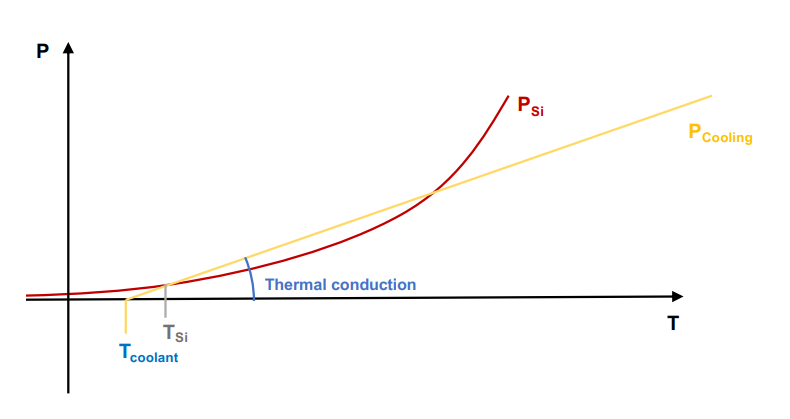 P
P_Si
P_Cooling
Thermal conduction
T
T_Si
T_coolant